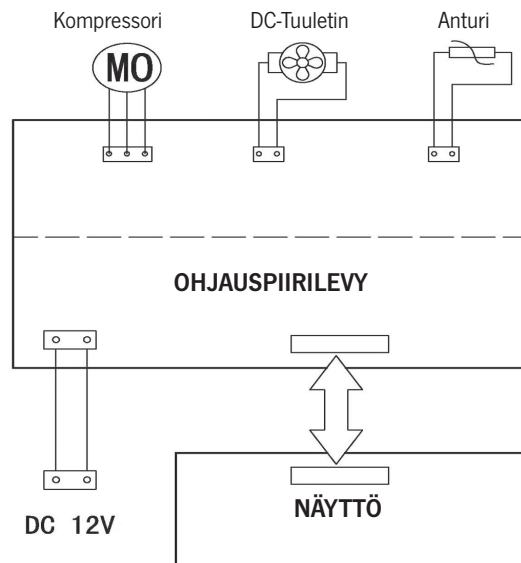 Kompressori
DC-Tuuletin
Anturi
MO
OHJAUSPIIRILEVY
NÄYTTÖ
DC 12V